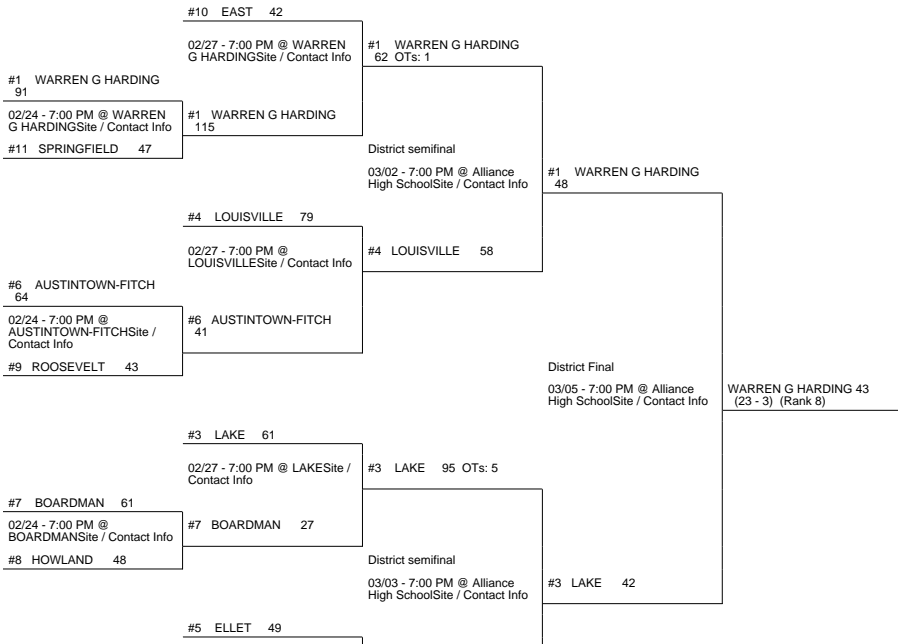 #10 EAST 42
02/27 - 7:00 PM @ WARREN
G HARDINGSite / Contact Info
#1 WARREN G HARDING
62 OTs: 1
#1 WARREN G HARDING
91
02/24 - 7:00 PM @ WARREN
G HARDINGSite / Contact Info
#1 WARREN G HARDING
115
#11 SPRINGFIELD 47
District semifinal
03/02 - 7:00 PM @ Alliance
High SchoolSite / Contact Info
#1 WARREN G HARDING
48
#4 LOUISVILLE 79
02/27 - 7:00 PM @
LOUISVILLESite / Contact Info
#4 LOUISVILLE 58
#6 AUSTINTOWN-FITCH
64
02/24 - 7:00 PM @
AUSTINTOWN-FITCHSite /
Contact Info
#6 AUSTINTOWN-FITCH
41
#9 ROOSEVELT 43
District Final
03/05 - 7:00 PM @ Alliance
High SchoolSite / Contact Info
WARREN G HARDING 43
(23 - 3) (Rank 8)
#3 LAKE 61
02/27 - 7:00 PM @ LAKESite /
Contact Info
#3 LAKE 95 OTs: 5
#7 BOARDMAN 61
02/24 - 7:00 PM @
BOARDMANSite / Contact Info
#7 BOARDMAN 27
#8 HOWLAND 48
District semifinal
03/03 - 7:00 PM @ Alliance
High SchoolSite / Contact Info
#3 LAKE 42
#5 ELLET 49